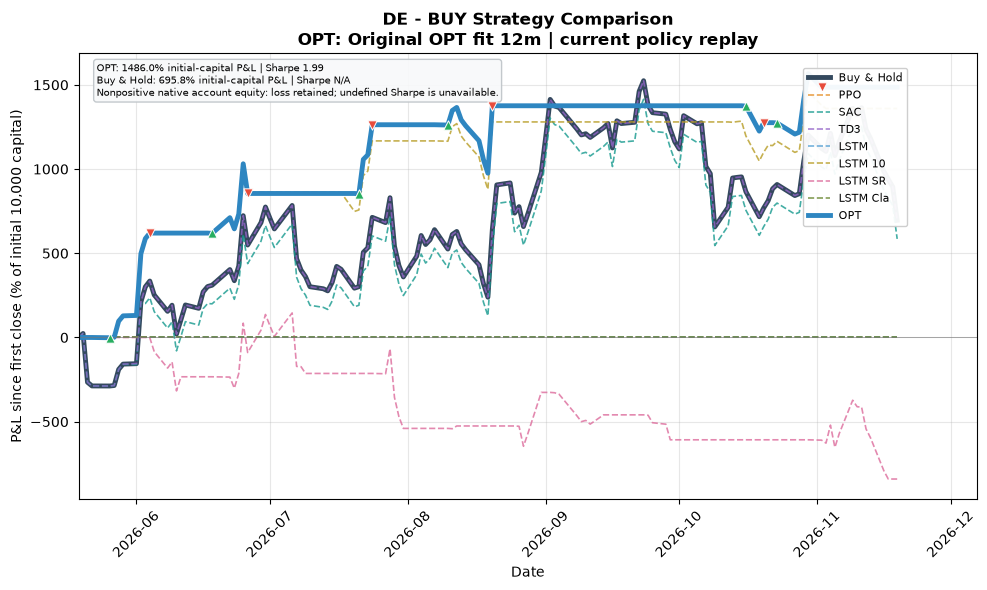 DE - BUY Strategy Comparison
OPT: Original OPT fit 12m | current policy replay
OPT: 1486.0% initial-capital P&L | Sharpe 1.99
Buy & Hold: 695.8% initial-capital P&L | Sharpe N/A
Nonpositive native account equity: loss retained; undefined Sharpe is unavailable.
Buy & Hold
PPO
SAC
TD3
LSTM
LSTM 10
LSTM SR
LSTM Cla
OPT
P&L since first close (% of initial 10,000 capital)
1500
1000
500
0
−500
2026-06
2026-07
2026-08
2026-09
2026-10
2026-11
2026-12
Date